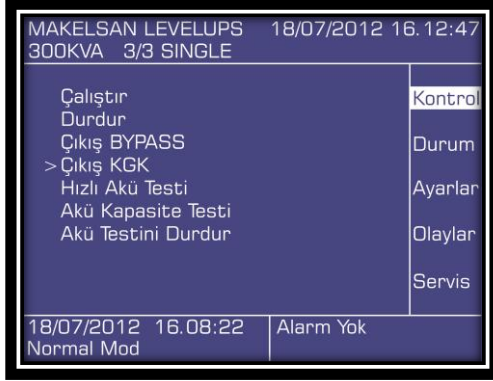 MAKELSAN LEVELUPS 18/07/2012 16.12:47
300KVA 3/3 SINGLE
Çalıştır
Durdur
Çıkış BYPASS
>Çıkış KGK
Hızlı Akü Testi
Akü Kapasite Testi
Akü Testini Durdur
Kontrol
Durum
Ayarlar
Olaylar
Servis
18/07/2012 16.08:22
Normal Mod
Alarm Yok